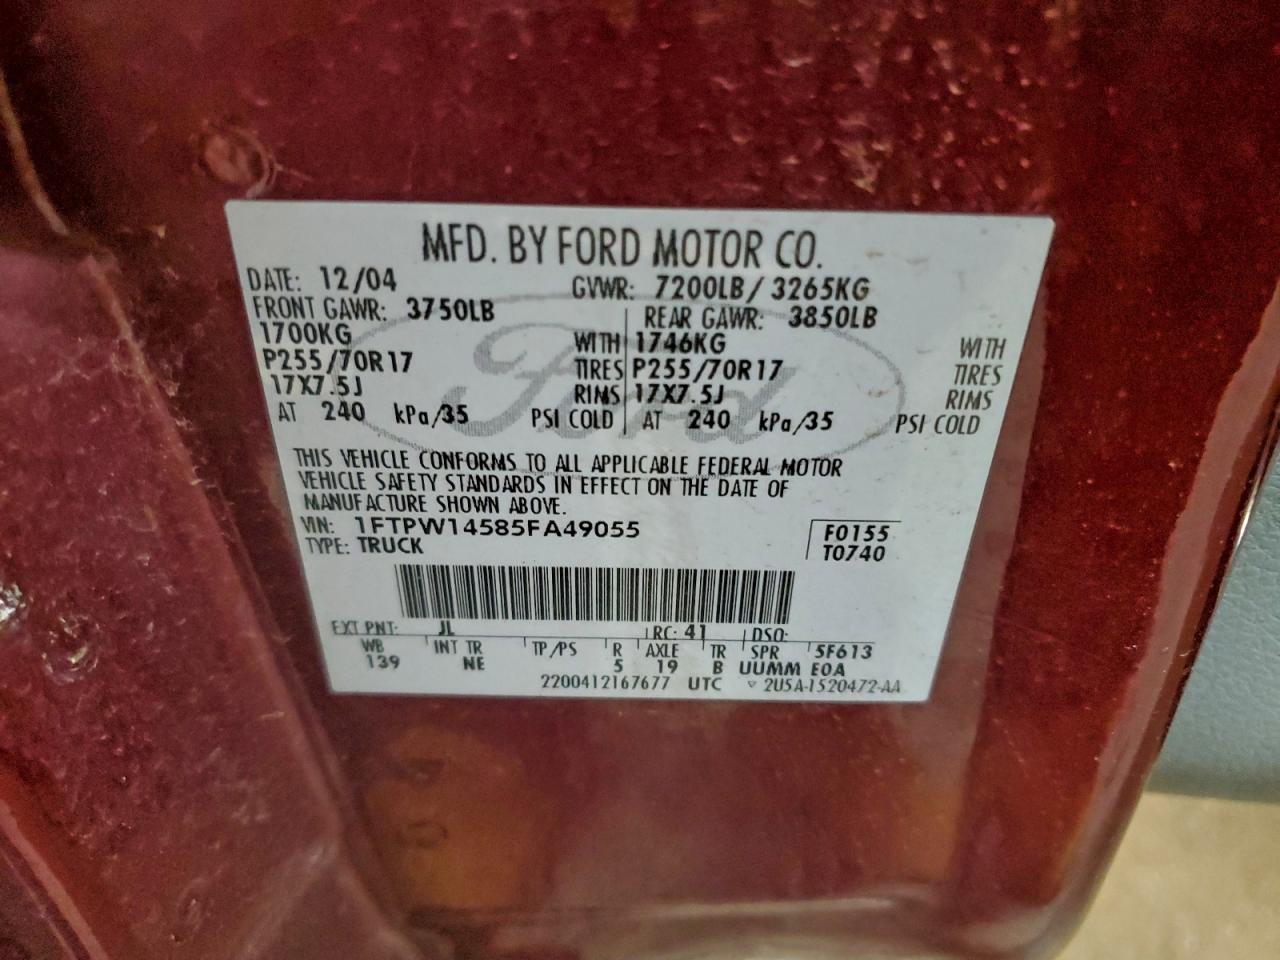 MFD. BY FORD MOTOR CO.
DATE: 12/04 GVWR: 7200LB/ 3265KG
FRONT GAWR: 3750LB REAR GAWR: 3850LB
1700KG WITH 1746KG WITH
P255/70R17 TIRES P255/70R17 TIRES
17X7.5J RIMS 17X7.5J RIMS
AT 240 kPa/35 PSI COLD AT 240 kPa/35 PSI COLD
Ford
THIS VEHICLE CONFORMS TO ALL APPLICABLE FEDERAL MOTOR
VEHICLE SAFETY STANDARDS IN EFFECT ON THE DATE OF
MANUFACTURE SHOWN ABOVE.
VIN: 1FTPW14585FA49055 F0155
TYPE: TRUCK T0740
EXT PNT: JL RC: 41 DSO:
WB INT TR TP/PS R AXLE TR SPR 5F613
139 NE 5 19 B UUMM EOA
2200412167677 UTC ▽ 2U5A-1520472-AA